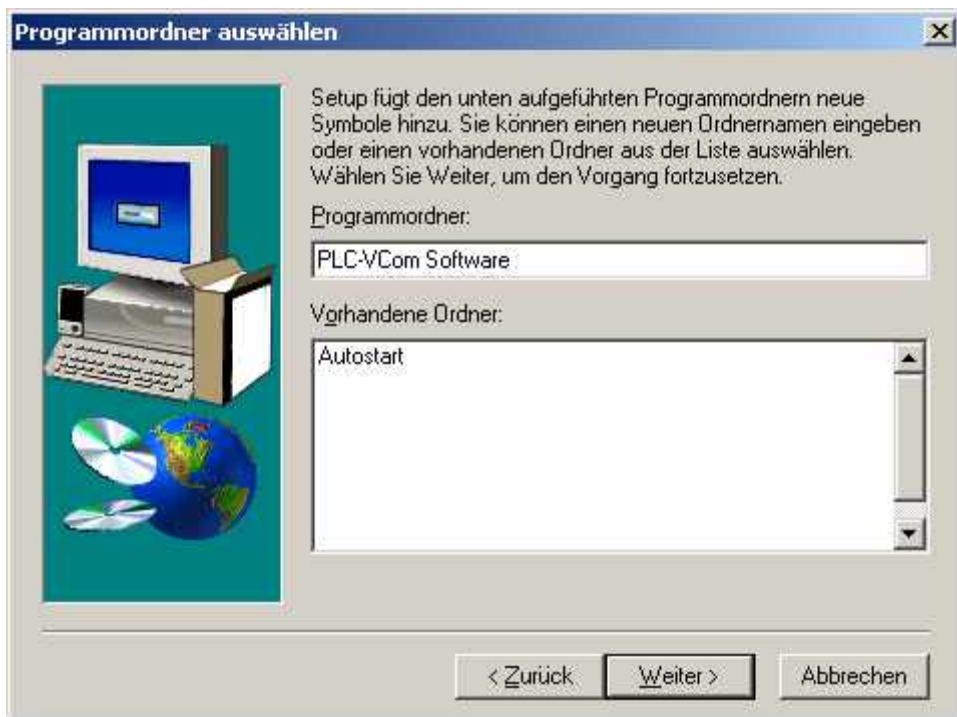 Programmordner auswählen
Setup fügt den unten aufgeführten Programmordnern neue
Symbole hinzu. Sie können einen neuen Ordnernamen eingeben
oder einen vorhandenen Ordner aus der Liste auswählen.
Wählen Sie Weiter, um den Vorgang fortzusetzen.
Programmordner:
PLC-VCom Software
Vorhandene Ordner:
Autostart
< Zurück
Weiter >
Abbrechen